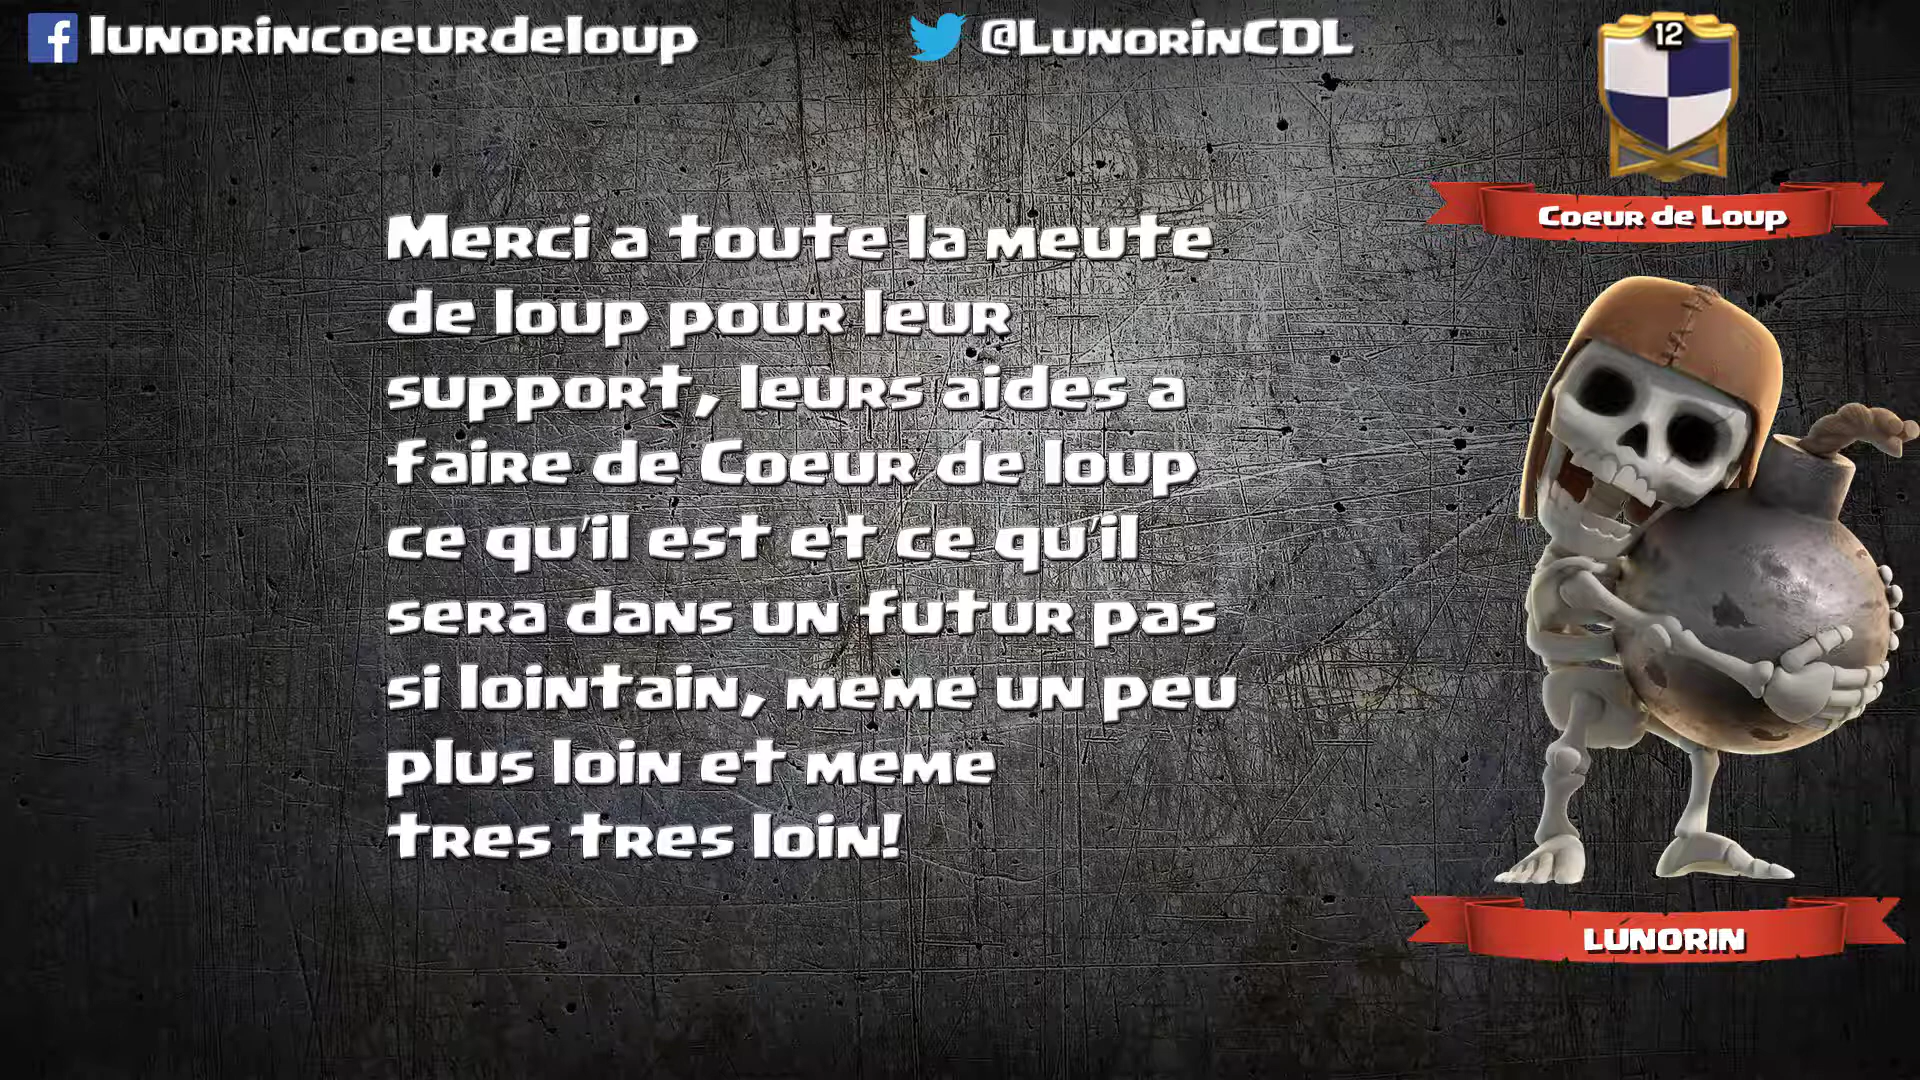 lunorincoeurdeloup
@LunorinCDL
12
Coeur de Loup
Merci a toute la meute
de loup pour leur
support, leurs aides a
faire de Coeur de loup
ce qu'il est et ce qu'il
sera dans un futur pas
si lointain, meme un peu
plus loin et meme
tres tres loin!
LÚNORIN